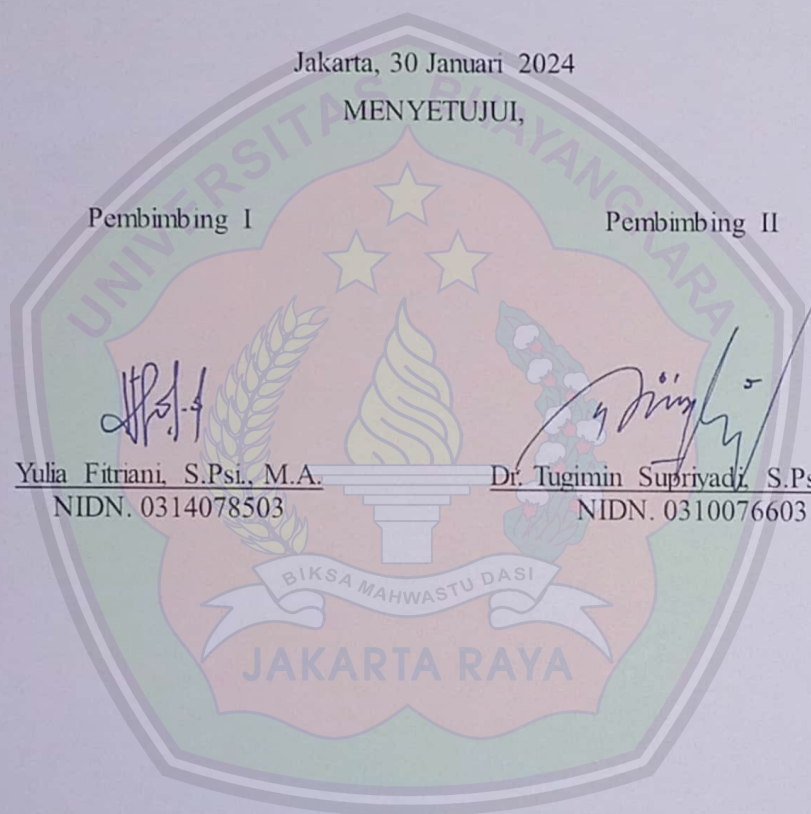 Jakarta, 30 Januari 2024
MENYETUJUI,
UNIVERSITAS BHAYANGKARA
Pembimbing I
Pembimbing II
Yulia Fitriani, S.Psi., M.A.
Dr. Tugimin Supriyadi, S.Ps
NIDN. 0314078503
NIDN. 0310076603
BIKSA MAHWASTU DASI
JAKARTA RAYA